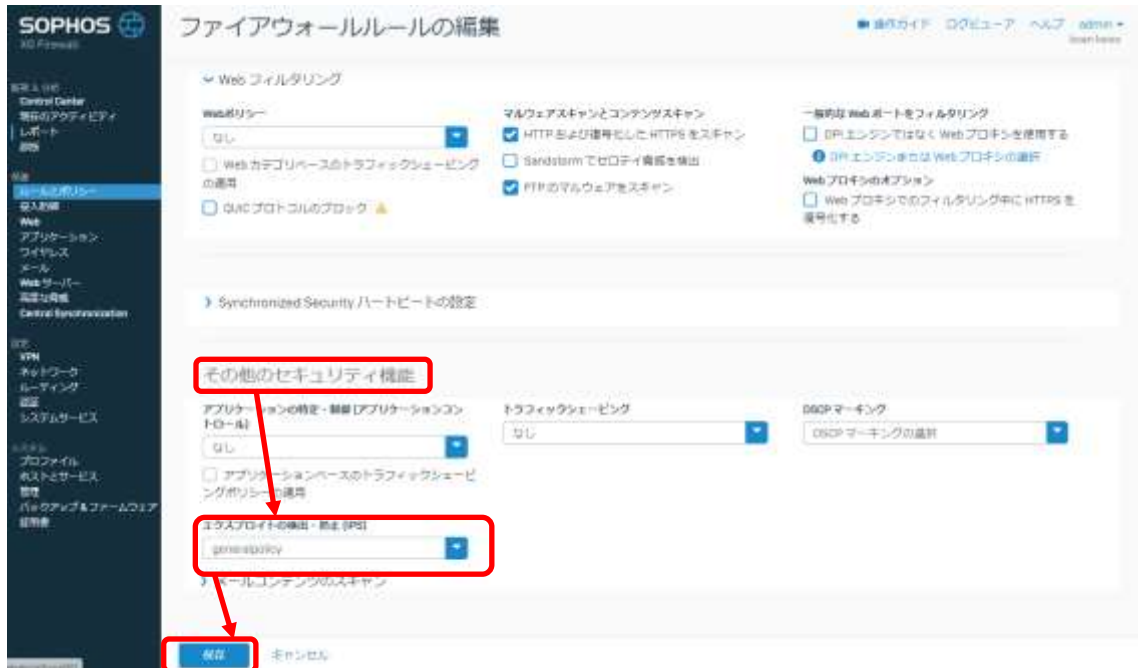 SOPHOS
XG Firewall
ファイアウォールルールの編集
操作ガイド ログビューア ヘルプ admin
Control Center
現在のアクティビティ
レポート
診断
ルールとポリシー
侵入防御
Web
アプリケーション
ワイヤレス
メール
Web サーバー
高度な脅威
Central Synchronization
VPN
ネットワーク
ルーティング
認証
システムサービス
プロファイル
ホストとサービス
管理
バックアップ&ファームウェア
証明書
Web フィルタリング
Webポリシー
なし
Web カテゴリベースのトラフィックシェーピング
の適用
QUIC プロトコルのブロック
マルウェアスキャンとコンテンツスキャン
HTTP および復号化した HTTPS をスキャン
Sandstorm でゼロデイ脅威を検出
FTP のマルウェアをスキャン
一般的な Web ポートをフィルタリング
DPI エンジンではなく Web プロキシを使用する
DPI エンジンまたは Web プロキシの選択
Web プロキシのオプション
Web プロキシでのフィルタリング中に HTTPS を
復号化する
Synchronized Security ハートビートの設定
その他のセキュリティ機能
アプリケーションの特定・制御 (アプリケーションコン
トロール)
なし
アプリケーションベースのトラフィックシェーピ
ングポリシーの適用
トラフィックシェーピング
なし
DSCP マーキング
DSCP マーキングの選択
エクスプロイトの検出・防止 (IPS)
generalpolicy
メールコンテンツのスキャン
保存 キャンセル